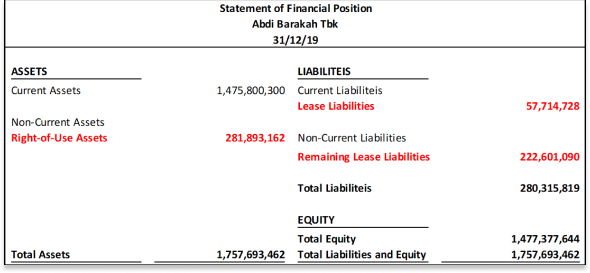 Statement of Financial Position
Abdi Barakah Tbk
31/12/19
ASSETS LIABILITEIS
Current Assets 1,475,800,300 Current Liabiliteis
Lease Liabilities 57,714,728
Non-Current Assets
Right-of-Use Assets 281,893,162 Non-Current Liabilities
Remaining Lease Liabilities 222,601,090
Total Liabiliteis 280,315,819
EQUITY
Total Equity 1,477,377,644
Total Assets 1,757,693,462 Total Liabilities and Equity 1,757,693,462